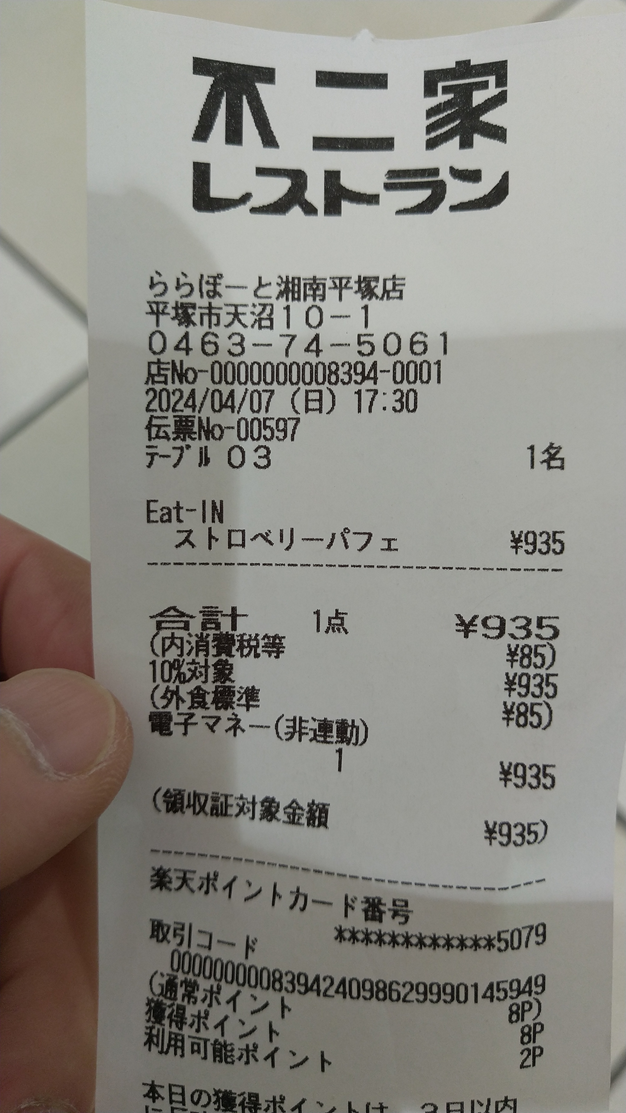 不二家
レストラン
ららぽーと湘南平塚店
平塚市天沼10-1
0463-74-5061
店No-0000000008394-0001
2024/04/07(日)17:30
伝票No-00597
テーブル 03 1名
Eat-IN
ストロベリーパフェ ¥935
合計 1点 ¥935
(内消費税等 ¥85)
10%対象 ¥935
(外食標準 ¥85)
電子マネー(非連動)
1 ¥935
(領収証対象金額 ¥935)
楽天ポイントカード番号
************5079
取引コード
000000000839424098629990145949
(通常ポイント 8P)
獲得ポイント 8P
利用可能ポイント 2P
本日の獲得ポイントは、3日以内